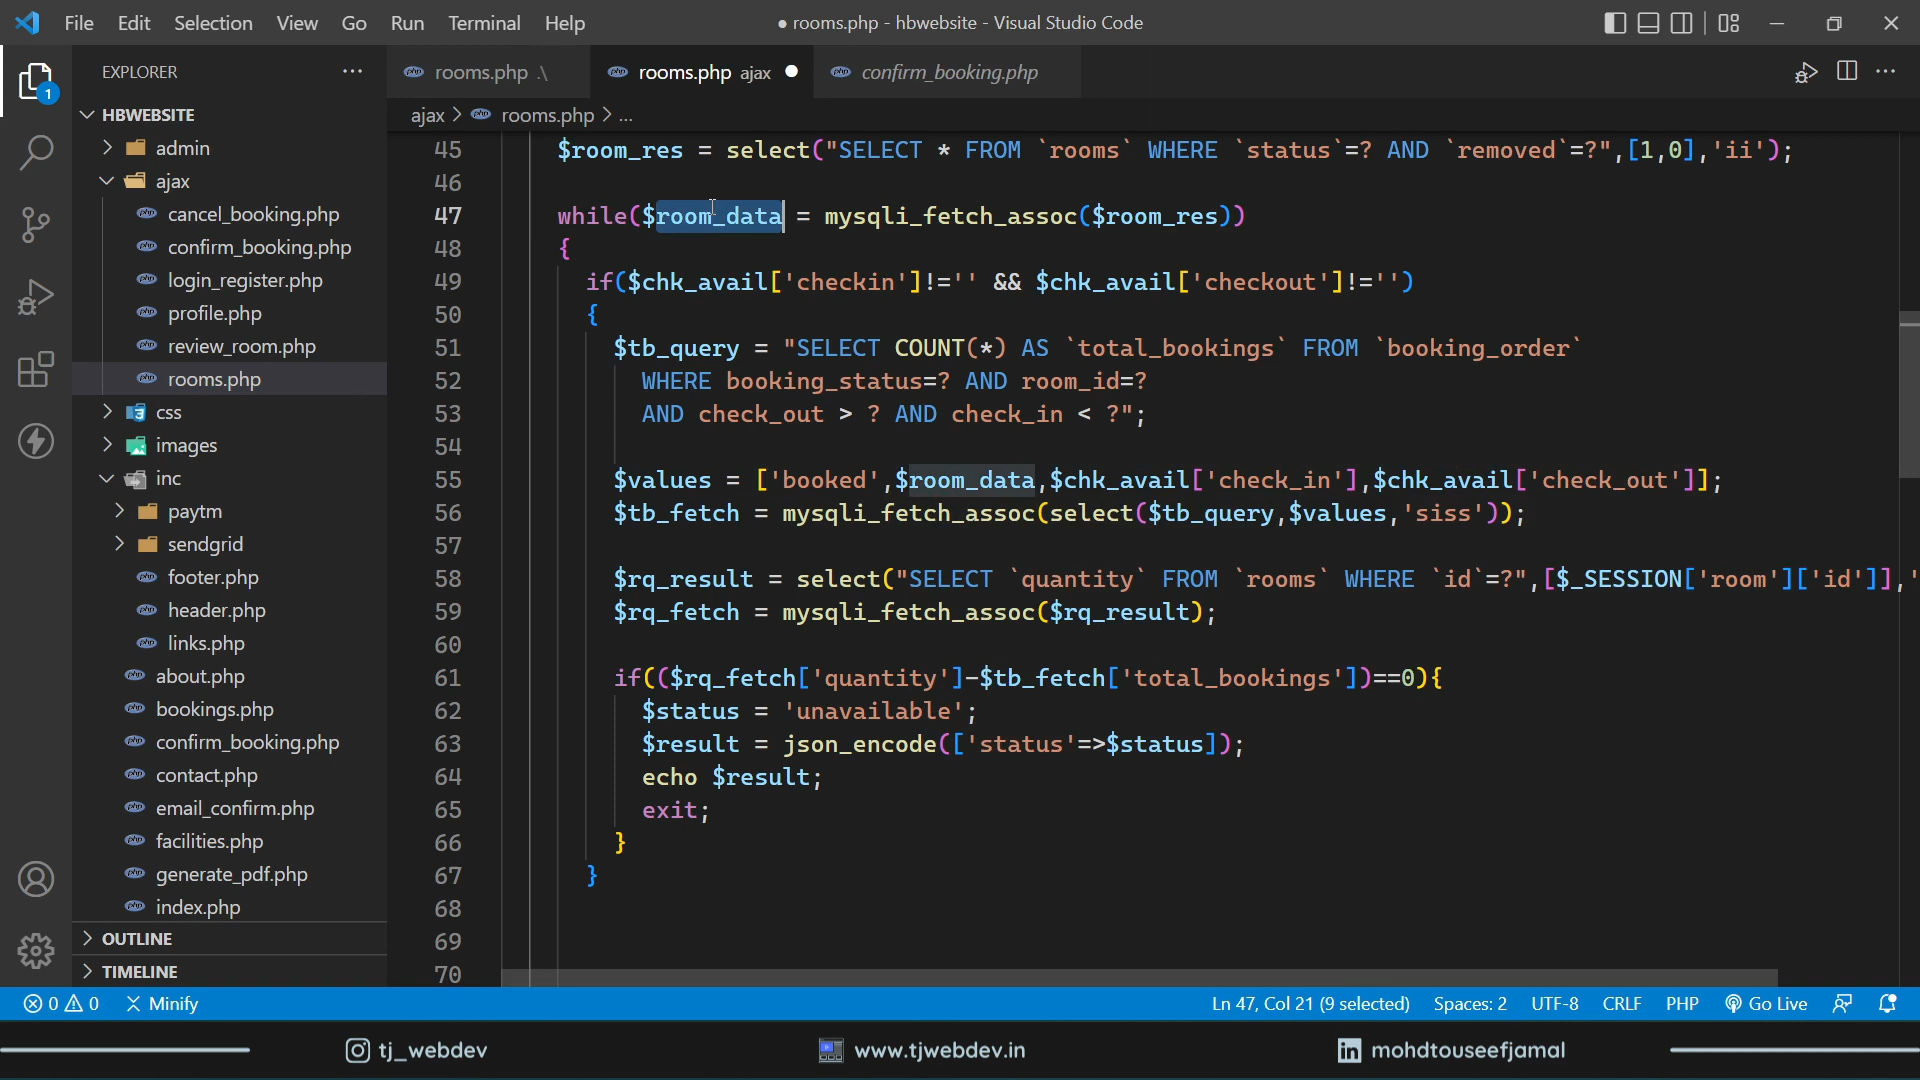 File Edit Selection View Go Run Terminal Help
● rooms.php - hbwebsite - Visual Studio Code
EXPLORER
rooms.php .\
rooms.php ajax
confirm_booking.php
1
HBWEBSITE
ajax > rooms.php > ...
admin
ajax
cancel_booking.php
confirm_booking.php
login_register.php
profile.php
review_room.php
rooms.php
css
images
inc
paytm
sendgrid
footer.php
header.php
links.php
about.php
bookings.php
confirm_booking.php
contact.php
email_confirm.php
facilities.php
generate_pdf.php
index.php
OUTLINE
TIMELINE
45 $room_res = select("SELECT * FROM `rooms` WHERE `status`=? AND `removed`=?",[1,0],'ii');
46
47 while($room_data = mysqli_fetch_assoc($room_res))
48 {
49 if($chk_avail['checkin']!='' && $chk_avail['checkout']!='')
50 {
51 $tb_query = "SELECT COUNT(*) AS `total_bookings` FROM `booking_order`
52 WHERE booking_status=? AND room_id=?
53 AND check_out > ? AND check_in < ?";
54
55 $values = ['booked',$room_data,$chk_avail['check_in'],$chk_avail['check_out']];
56 $tb_fetch = mysqli_fetch_assoc(select($tb_query,$values,'siss'));
57
58 $rq_result = select("SELECT `quantity` FROM `rooms` WHERE `id`=?",[$_SESSION['room']['id']],'
59 $rq_fetch = mysqli_fetch_assoc($rq_result);
60
61 if(($rq_fetch['quantity']-$tb_fetch['total_bookings'])==0){
62 $status = 'unavailable';
63 $result = json_encode(['status'=>$status]);
64 echo $result;
65 exit;
66 }
67 }
68
69
70
0 0 Minify
Ln 47, Col 21 (9 selected) Spaces: 2 UTF-8 CRLF PHP Go Live
tj_webdev
www.tjwebdev.in
mohdtouseefjamal